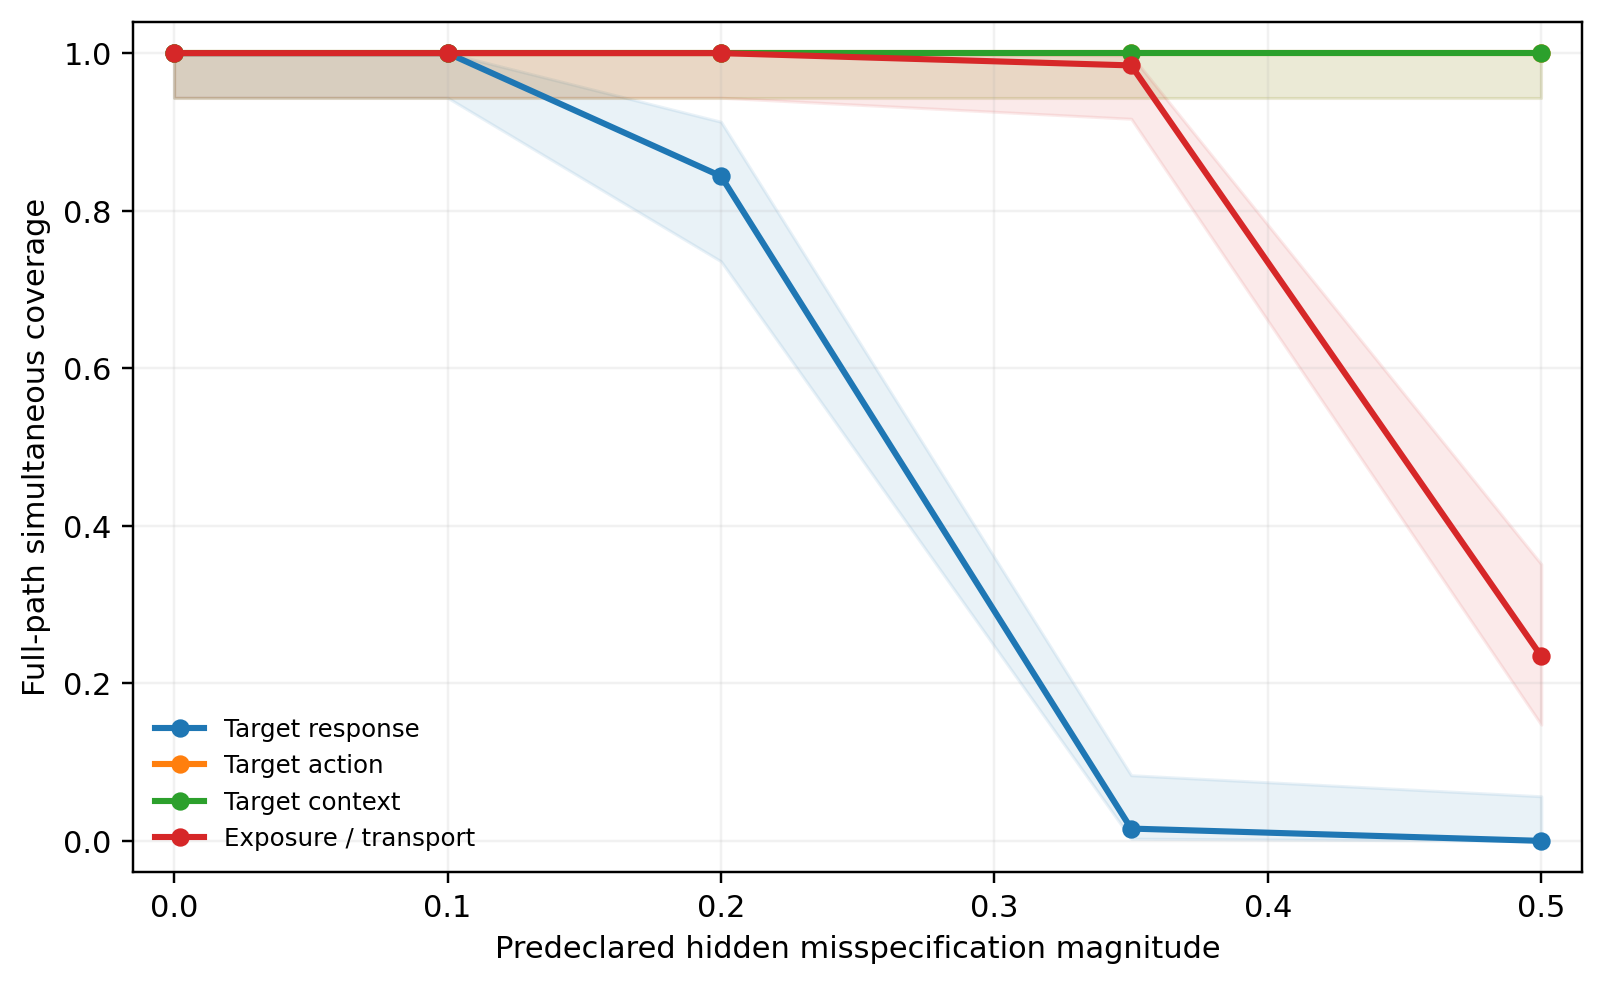 Full-path simultaneous coverage
1.0
0.8
0.6
0.4
0.2
0.0
Target response
Target action
Target context
Exposure / transport
0.0 0.1 0.2 0.3 0.4 0.5
Predeclared hidden misspecification magnitude